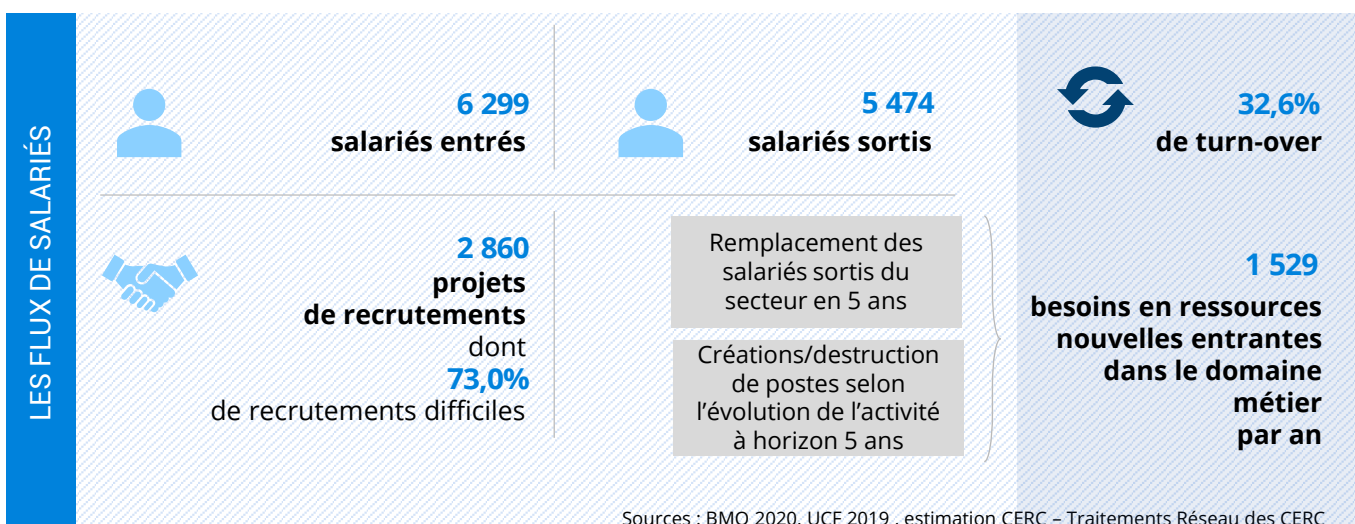 LES FLUX DE SALARIÉS
6 299
salariés entrés
5 474
salariés sortis
32,6%
de turn-over
2 860
projets
de recrutements
dont
73,0%
de recrutements difficiles
Remplacement des
salariés sortis du
secteur en 5 ans
Créations/destruction
de postes selon
l'évolution de l'activité
à horizon 5 ans
1 529
besoins en ressources
nouvelles entrantes
dans le domaine
métier
par an
Sources : BMO 2020, UCF 2019 , estimation CERC – Traitements Réseau des CERC